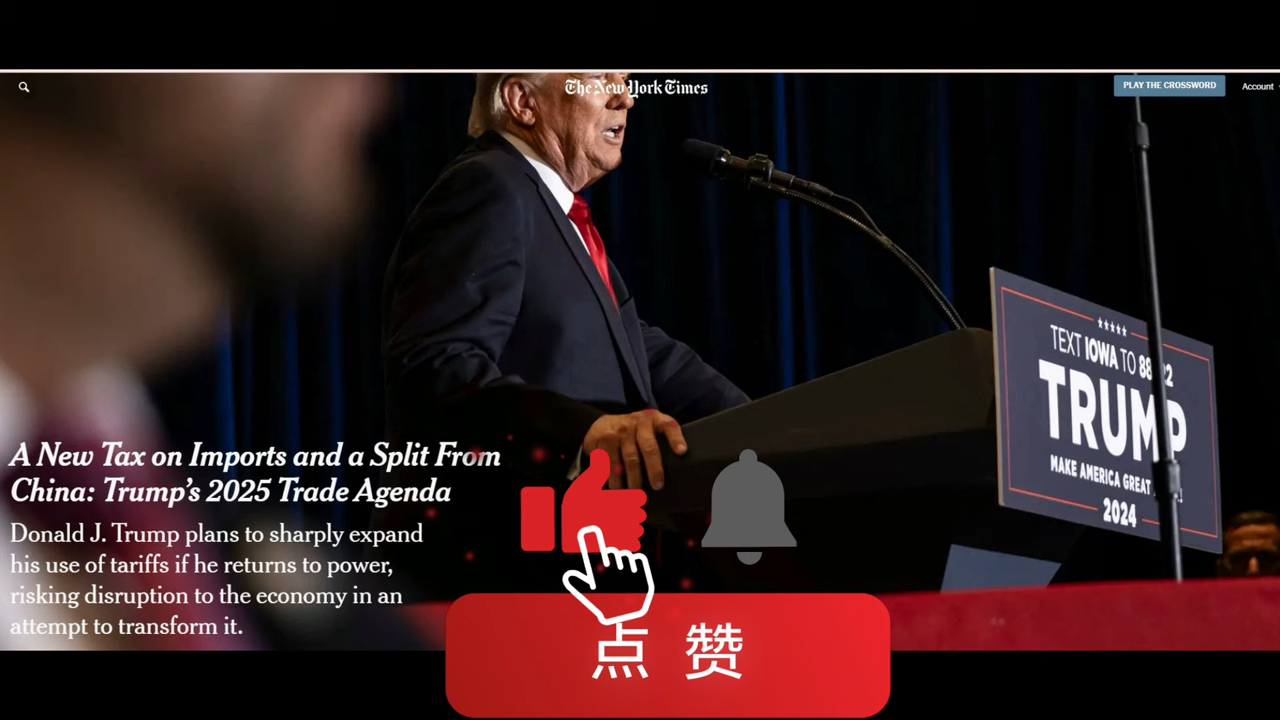 The New York Times
PLAY THE CROSSWORD
Account
TEXT IOWA TO
TRUMP
MAKE AMERICA GREAT
2024
A New Tax on Imports and a Split From
China: Trump's 2025 Trade Agenda
Donald J. Trump plans to sharply expand
his use of tariffs if he returns to power,
risking disruption to the economy in an
attempt to transform it.
点 赞